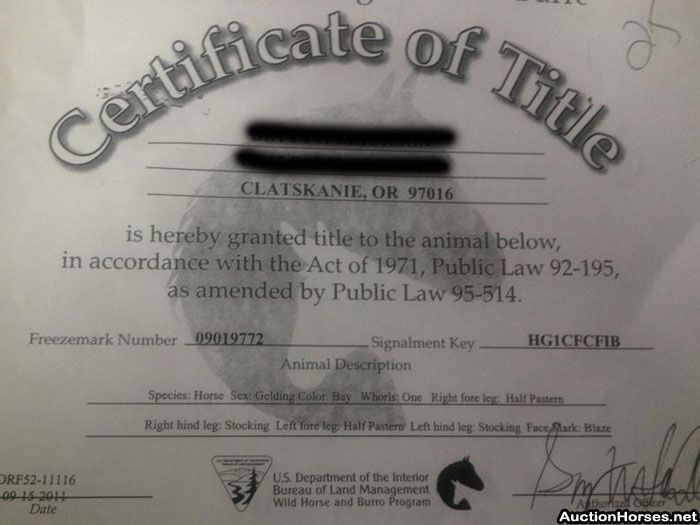 Certificate of Title
CLATSKANIE, OR 97016
is hereby granted title to the animal below,
in accordance with the Act of 1971, Public Law 92-195,
as amended by Public Law 95-514.
Freezemark Number 09019772 Signalment Key HG1CFCFIB
Animal Description
Species: Horse Sex: Gelding Color: Bay Whorls: One Right fore leg: Half Pastern
Right hind leg: Stocking Left fore leg: Half Pastern Left hind leg: Stocking Face Mark: Blaze
ORF52-11116
09 15 2011
Date
U.S. Department of the Interior
Bureau of Land Management
Wild Horse and Burro Program
Authorized Officer
AuctionHorses.net